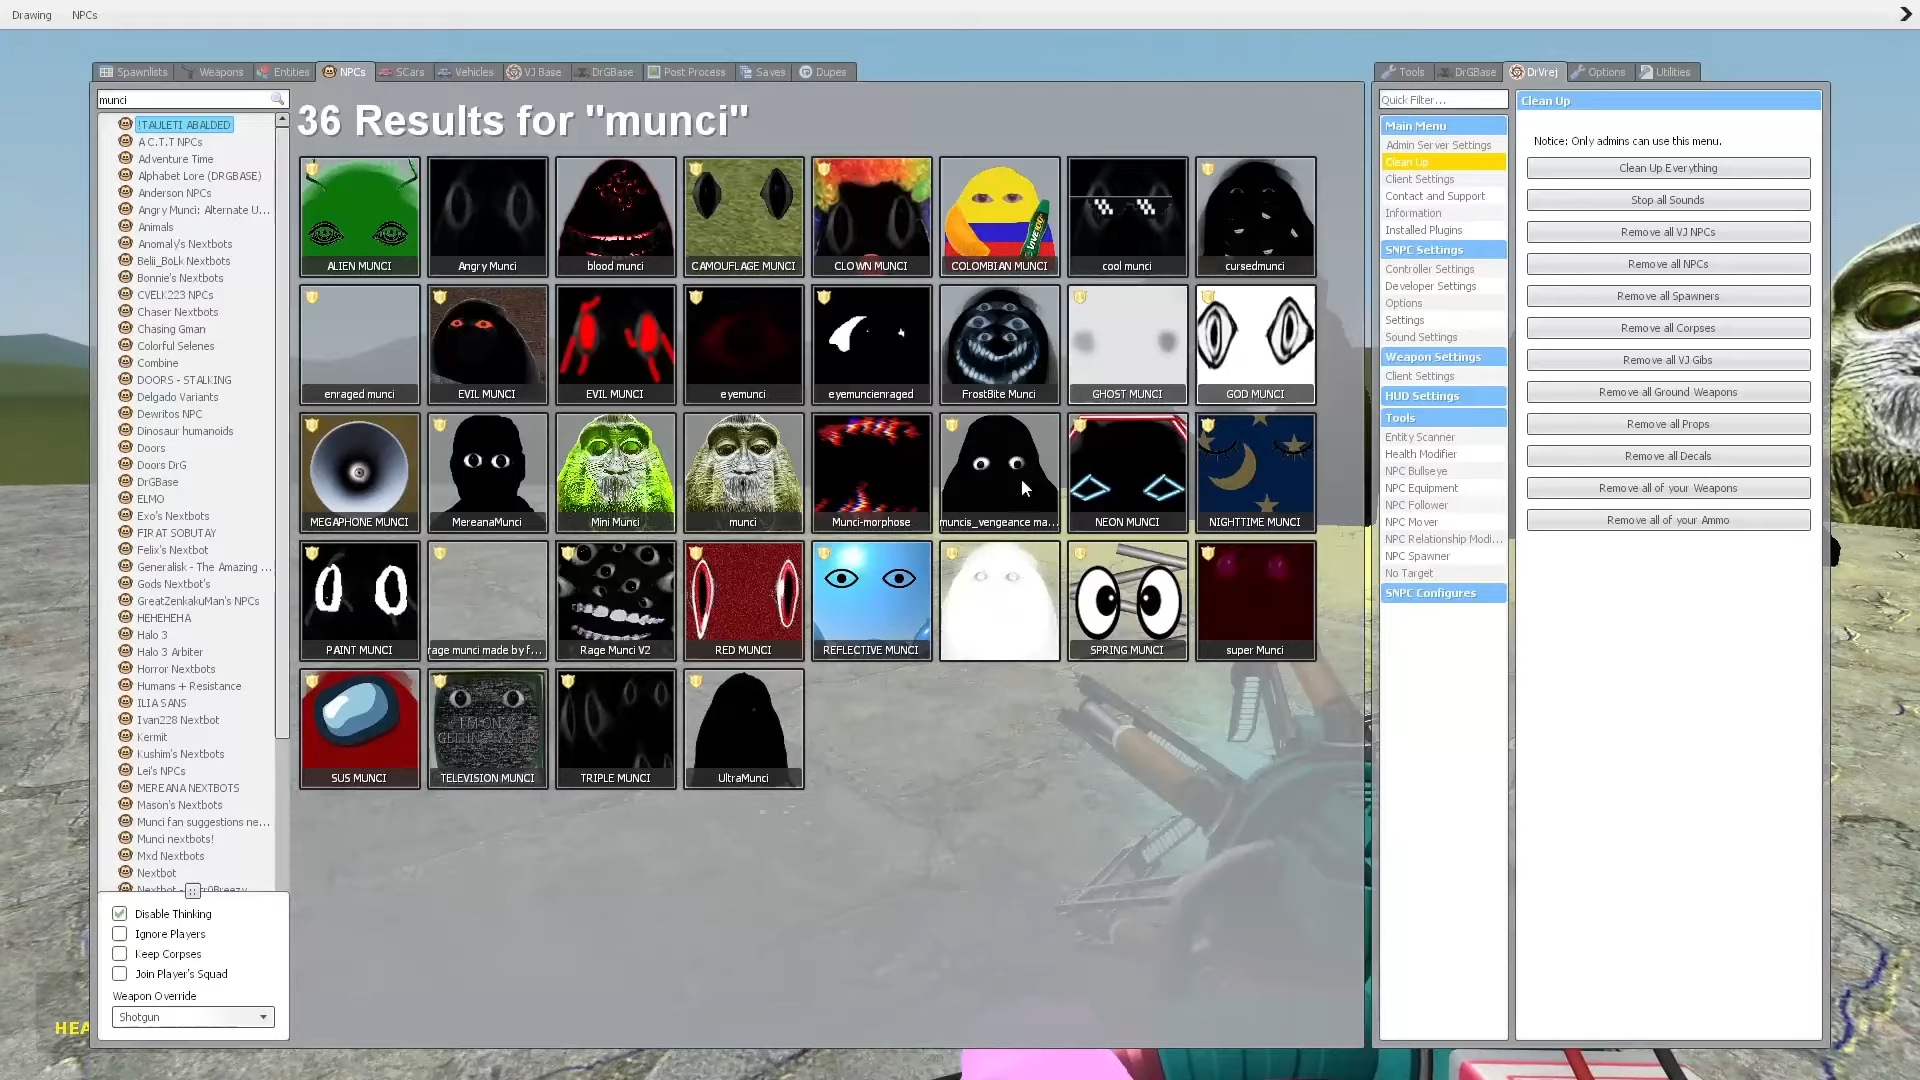 Drawing NPCs
Spawnlists Weapons Entities NPCs SCars Vehicles VJ Base DrGBase Post Process Saves Dupes
Tools DrGBase DrVrej Options Utilities
munci
!TAULETI ABALDED
A C.T.T NPCs
Adventure Time
Alphabet Lore (DRGBASE)
Anderson NPCs
Angry Munci: Alternate U...
Animals
Anomaly's Nextbots
Belii_BoLk Nextbots
Bonnie's Nextbots
CVELK223 NPCs
Chaser Nextbots
Chasing Gman
Colorful Selenes
Combine
DOORS - STALKING
Delgado Variants
Dewritos NPC
Dinosaur humanoids
Doors
Doors DrG
DrGBase
ELMO
Exo's Nextbots
FIRAT SOBUTAY
Felix's Nextbot
Generalisk - The Amazing ...
Gods Nextbot's
GreatZenkakuMan's NPCs
HEHEHEHA
Halo 3
Halo 3 Arbiter
Horror Nextbots
Humans + Resistance
ILIA SANS
Ivan228 Nextbot
Kermit
Kushim's Nextbots
Lei's NPCs
MEREANA NEXTBOTS
Mason's Nextbots
Munci fan suggestions ne...
Munci nextbots!
Mxd Nextbots
Nextbot
Disable Thinking
Ignore Players
Keep Corpses
Join Player's Squad
Weapon Override
Shotgun
HEA
36 Results for "munci"
ALIEN MUNCI Angry Munci blood munci CAMOUFLAGE MUNCI CLOWN MUNCI COLOMBIAN MUNCI cool munci cursedmunci
VIVE100
enraged munci EVIL MUNCI EVIL MUNCI eyemunci eyemuncienraged FrostBite Munci GHOST MUNCI GOD MUNCI
MEGAPHONE MUNCI MereanaMunci Mini Munci munci Munci-morphose muncis_vengeance ma... NEON MUNCI NIGHTTIME MUNCI
PAINT MUNCI rage munci made by f... Rage Munci V2 RED MUNCI REFLECTIVE MUNCI SPRING MUNCI super Munci
SUS MUNCI TELEVISION MUNCI TRIPLE MUNCI UltraMunci
Quick Filter...
Main Menu
Admin Server Settings
Clean Up
Client Settings
Contact and Support
Information
Installed Plugins
SNPC Settings
Controller Settings
Developer Settings
Options
Settings
Sound Settings
Weapon Settings
Client Settings
HUD Settings
Tools
Entity Scanner
Health Modifier
NPC Bullseye
NPC Equipment
NPC Follower
NPC Mover
NPC Relationship Modi...
NPC Spawner
No Target
SNPC Configures
Clean Up
Notice: Only admins can use this menu.
Clean Up Everything
Stop all Sounds
Remove all VJ NPCs
Remove all NPCs
Remove all Spawners
Remove all Corpses
Remove all VJ Gibs
Remove all Ground Weapons
Remove all Props
Remove all Decals
Remove all of your Weapons
Remove all of your Ammo